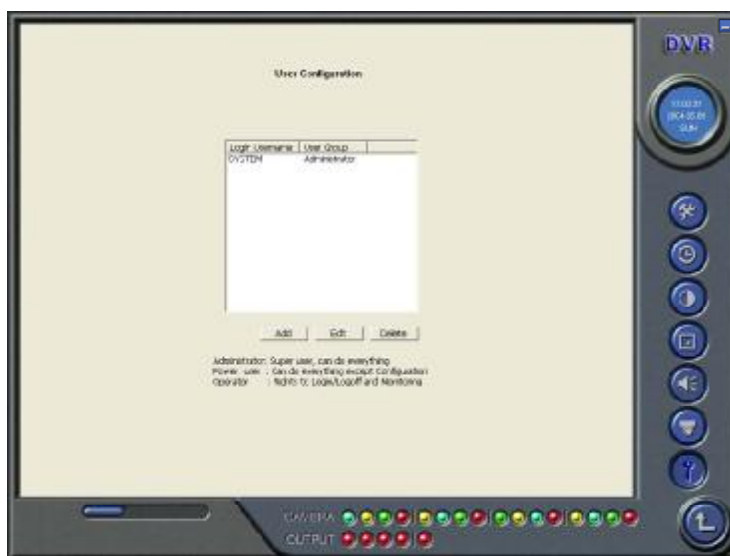 DVR
User Configuration
Login Username User Group
SYSTEM Administrator
Add Edit Delete
Administrator: Super user, can do everything
Power user : Can do everything except Configuration
Operator : Rights to Login/Logoff and Monitoring
SUN
CAMERA
OUTPUT